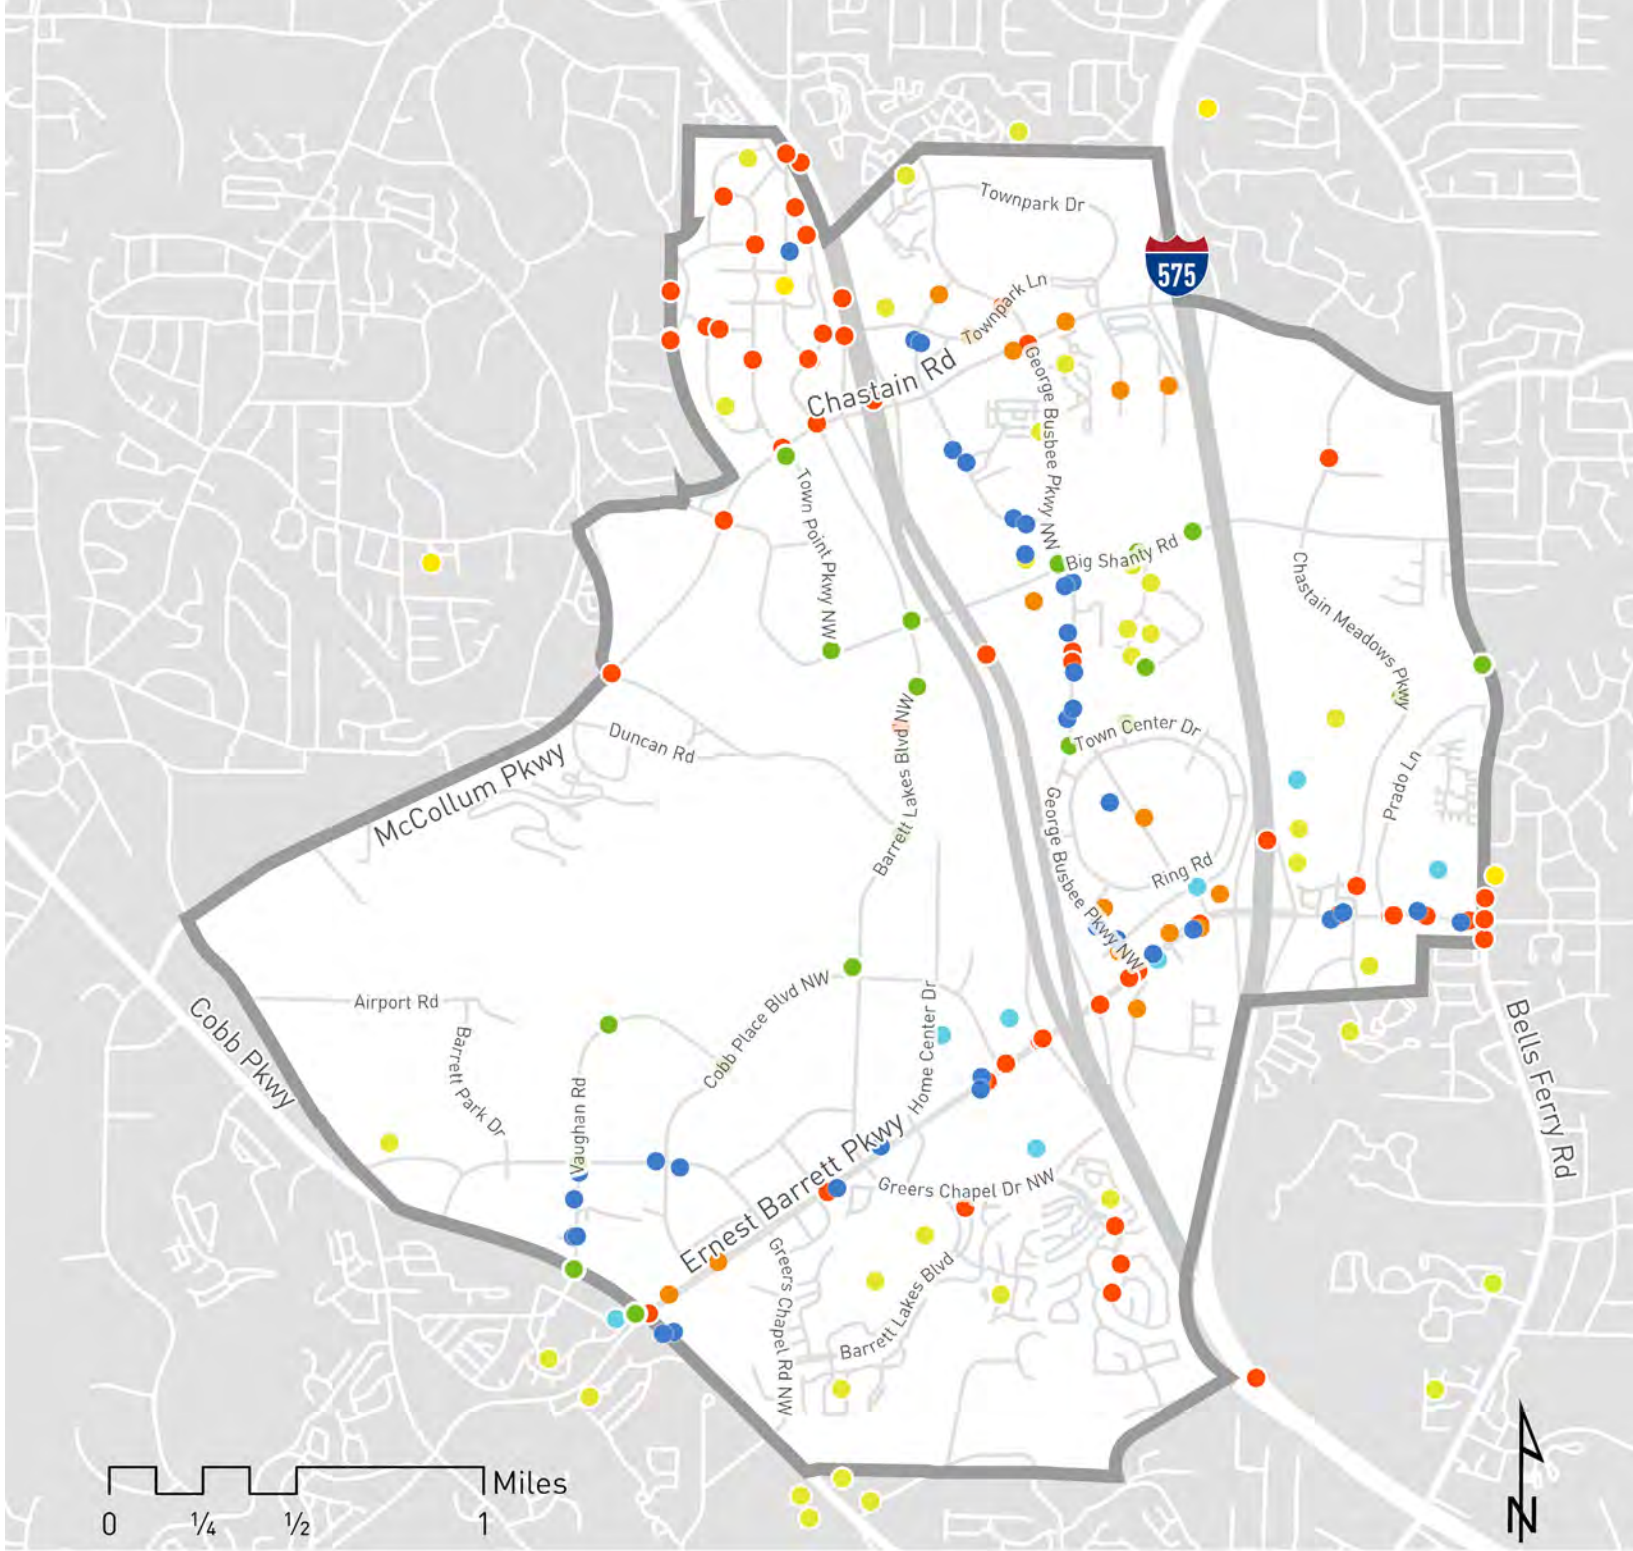 Townpark Dr
575
Townpark Ln
Chastain Rd
George Busbee Pkwy NW
Town Point Pkwy NW
Big Shanty Rd
Chastain Meadows Pkwy
Barrett Lakes Blvd NW
Duncan Rd
Town Center Dr
McCollum Pkwy
Prado Ln
George Busbee Pkwy NW
Ring Rd
Airport Rd
Cobb Pkwy
Barrett Park Dr
Cobb Place Blvd NW
Home Center Dr
Vaughan Rd
Bells Ferry Rd
Ernest Barrett Pkwy
Greers Chapel Dr NW
Greers Chapel Rd NW
Barrett Lakes Blvd
Miles
0 ¼ ½ 1
N